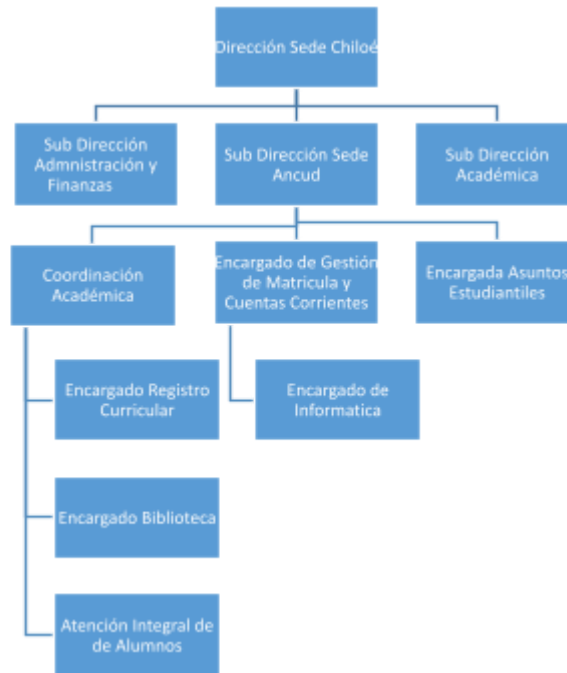 Dirección Sede Chiloé
Sub Dirección
Admnistración y
Finanzas
Sub Dirección Sede
Ancud
Sub Dirección
Académica
Coordinación
Académica
Encargado de Gestión
de Matricula y
Cuentas Corrientes
Encargada Asuntos
Estudiantiles
Encargado Registro
Curricular
Encargado de
Informatica
Encargado Biblioteca
Atención Integral de
de Alumnos